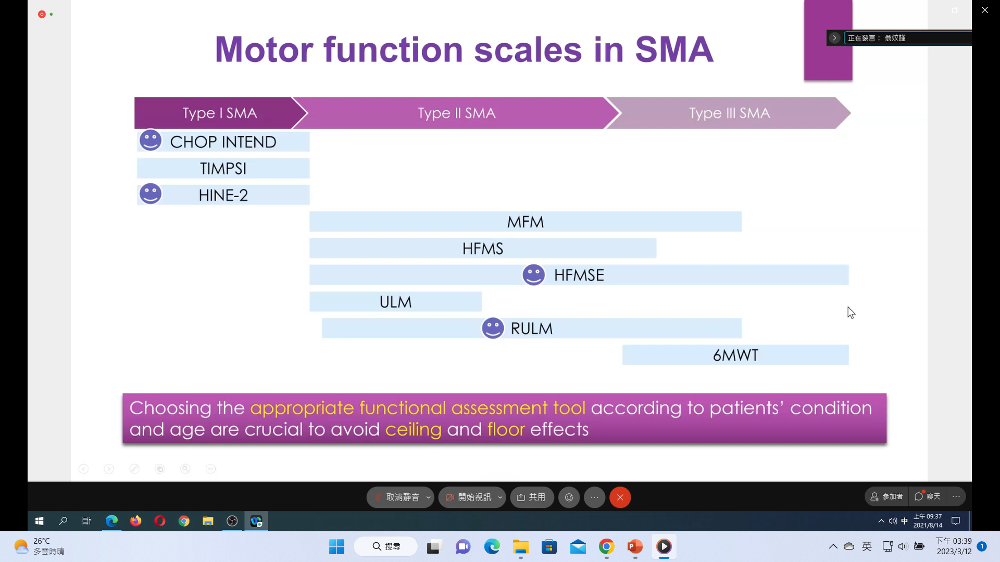 Motor function scales in SMA
正在發言： 翁妏謹
Type I SMA
Type II SMA
Type III SMA
CHOP INTEND
TIMPSI
HINE-2
MFM
HFMS
HFMSE
ULM
RULM
6MWT
Choosing the appropriate functional assessment tool according to patients’ condition
and age are crucial to avoid ceiling and floor effects
取消靜音
開始視訊
共用
參加者
聊天
中
上午 09:37
2021/8/14
26°C
多雲時晴
搜尋
英
下午 03:39
2023/3/12
1